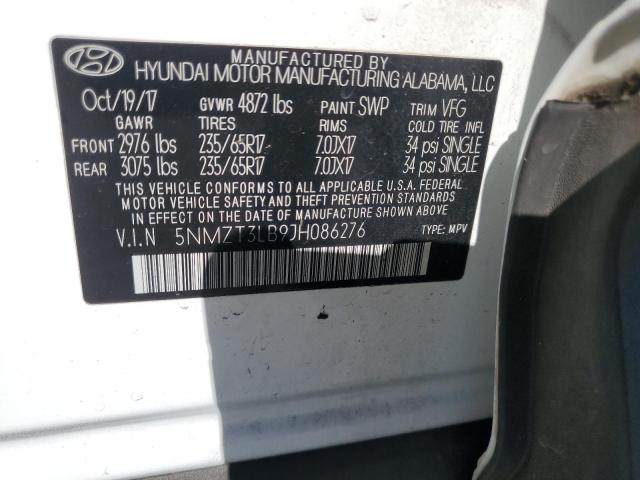 MANUFACTURED BY
HYUNDAI MOTOR MANUFACTURING ALABAMA, LLC
Oct/19/17 GVWR 4872 lbs PAINT SWP TRIM VFG
GAWR TIRES RIMS COLD TIRE INFL
FRONT 2976 lbs 235/65R17 7.0JX17 34 psi SINGLE
REAR 3075 lbs 235/65R17 7.0JX17 34 psi SINGLE
THIS VEHICLE CONFORMS TO ALL APPLICABLE U.S.A. FEDERAL
MOTOR VEHICLE SAFETY AND THEFT PREVENTION STANDARDS
IN EFFECT ON THE DATE OF MANUFACTURE SHOWN ABOVE.
V.I.N 5NMZT3LB9JH086276 TYPE: MPV